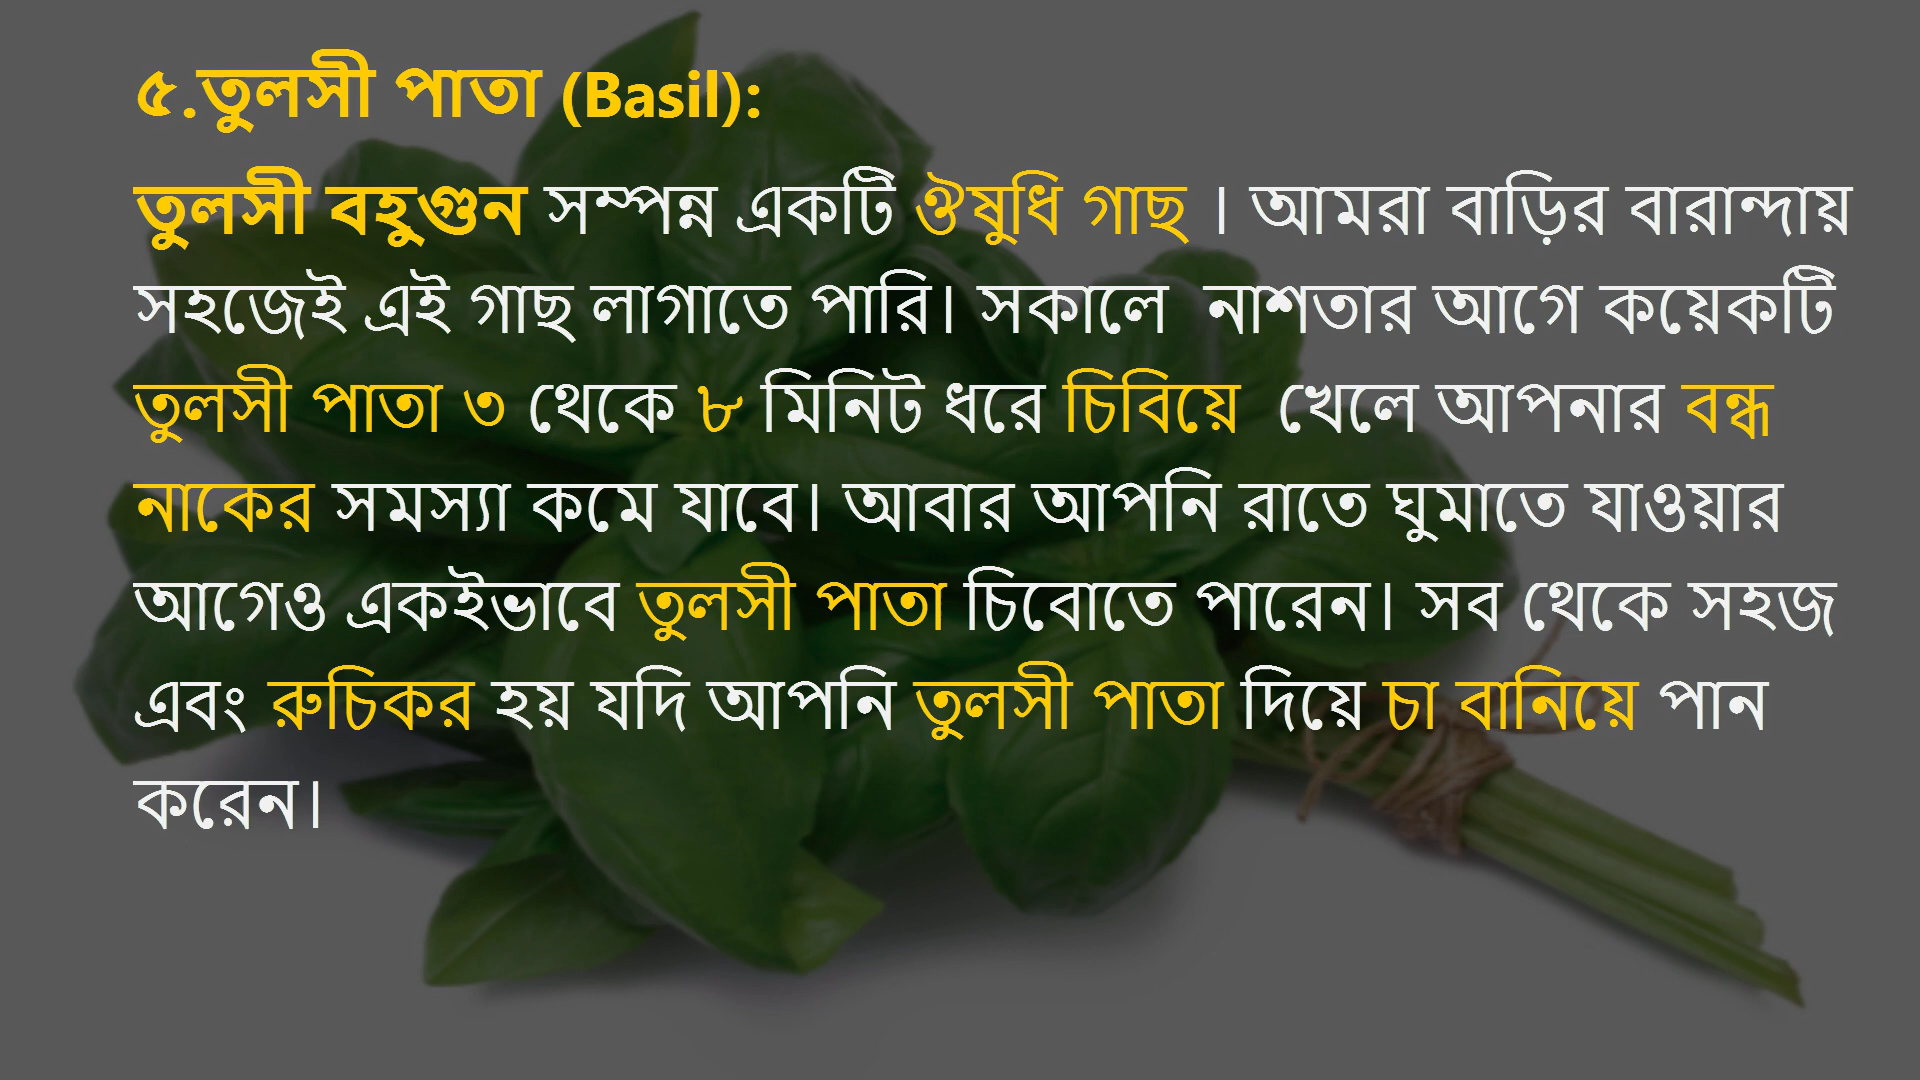 ৫.তুলসী পাতা (Basil):
তুলসী বহুগুন সম্পন্ন একটি ঔষুধি গাছ । আমরা বাড়ির বারান্দায়
সহজেই এই গাছ লাগাতে পারি। সকালে নাশতার আগে কয়েকটি
তুলসী পাতা ৩ থেকে ৮ মিনিট ধরে চিবিয়ে খেলে আপনার বন্ধ
নাকের সমস্যা কমে যাবে। আবার আপনি রাতে ঘুমাতে যাওয়ার
আগেও একইভাবে তুলসী পাতা চিবোতে পারেন। সব থেকে সহজ
এবং রুচিকর হয় যদি আপনি তুলসী পাতা দিয়ে চা বানিয়ে পান
করেন।